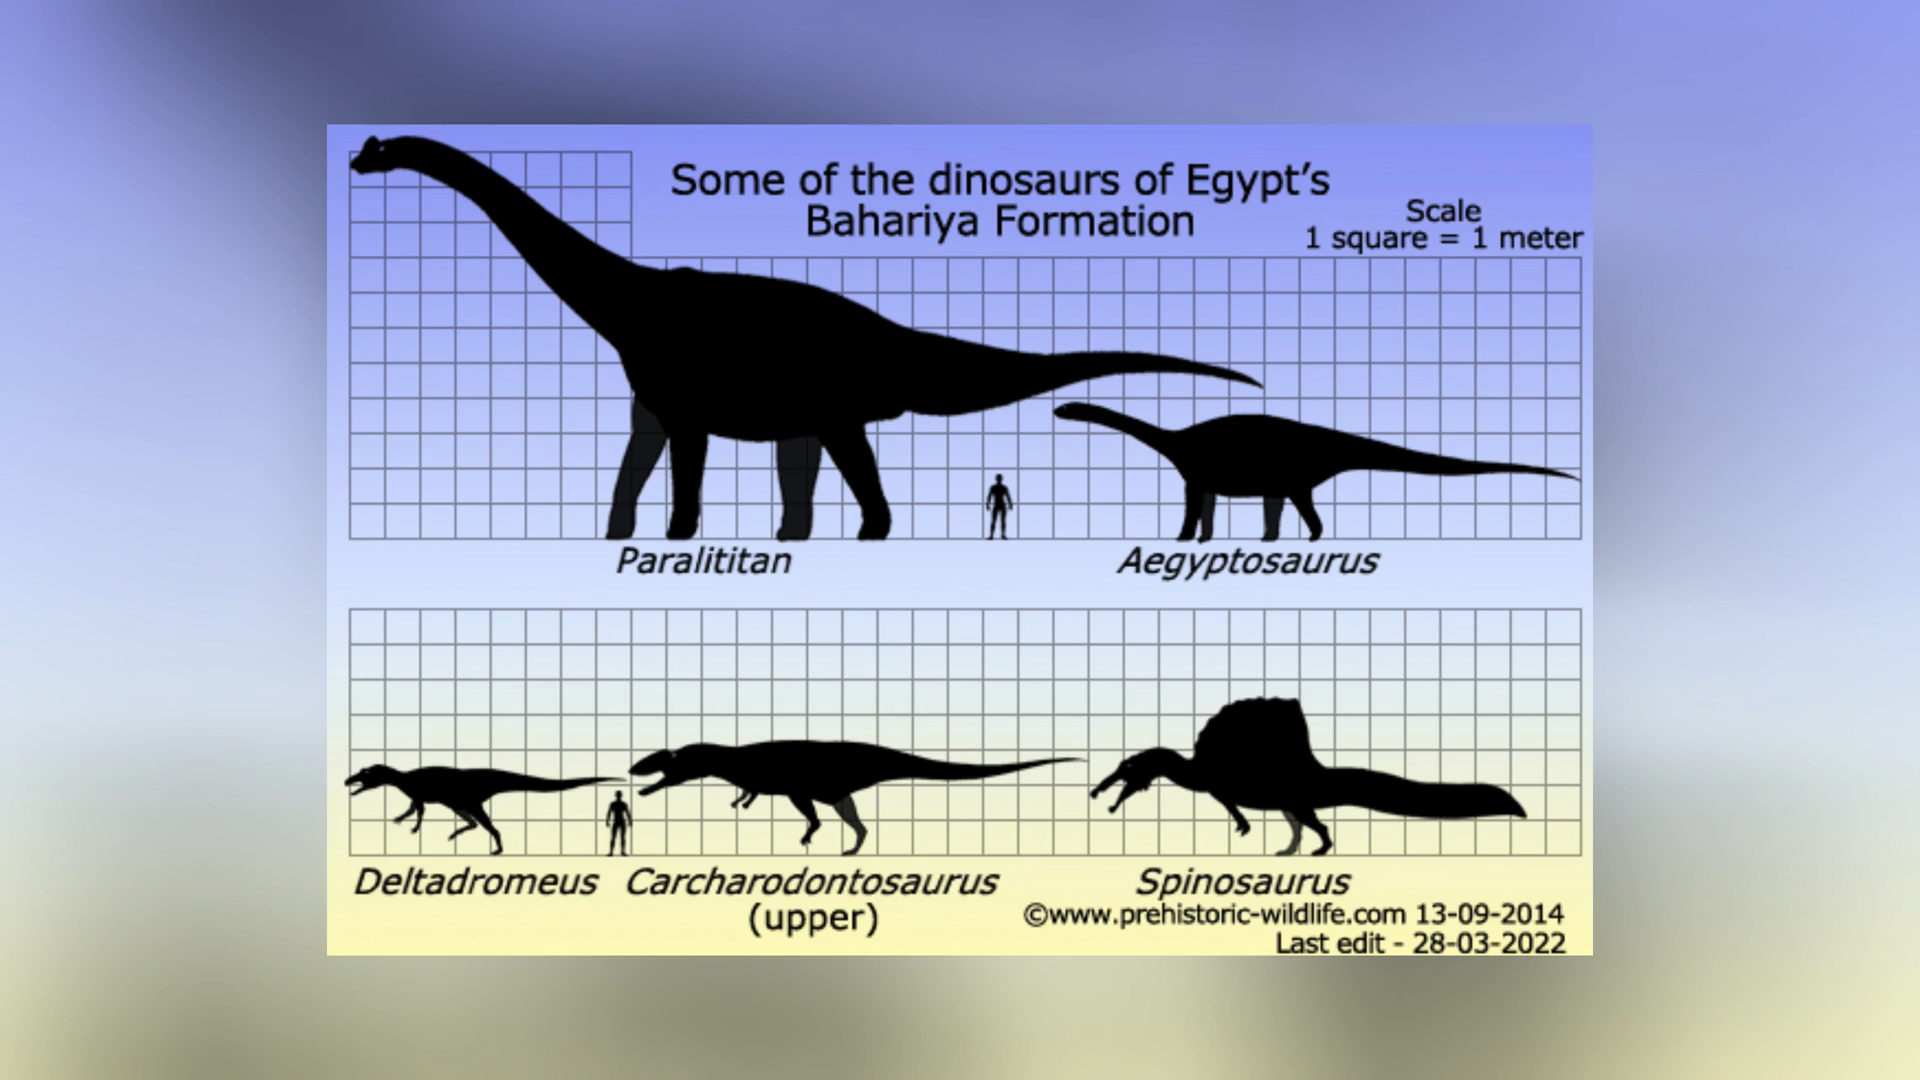 Some of the dinosaurs of Egypt’s
Bahariya Formation
Scale
1 square = 1 meter
Paralititan
Aegyptosaurus
Deltadromeus
Carcharodontosaurus
(upper)
Spinosaurus
©www.prehistoric-wildlife.com 13-09-2014
Last edit - 28-03-2022